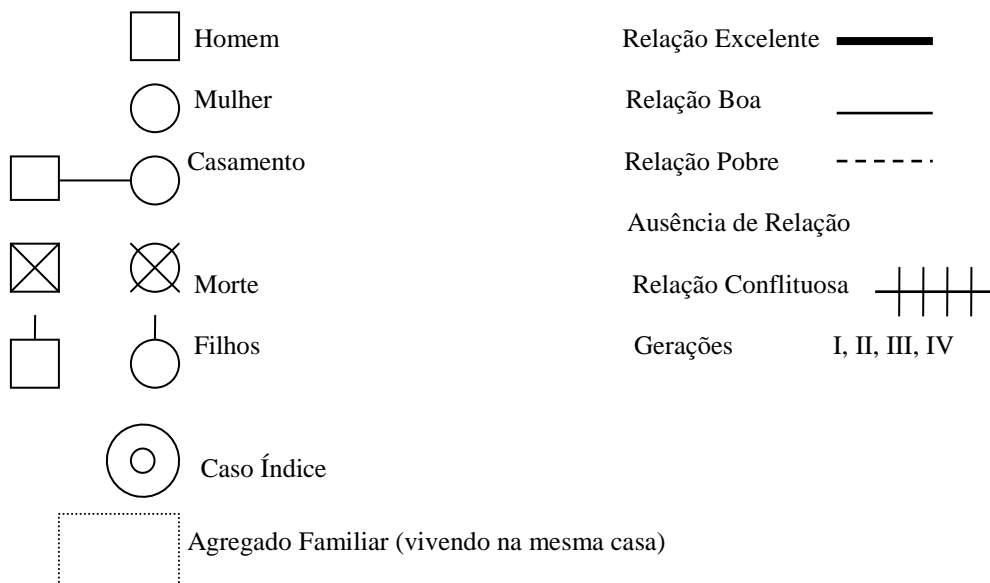 Homem
Mulher
Casamento
Morte
Filhos
Caso Índice
Agregado Familiar (vivendo na mesma casa)
Relação Excelente
Relação Boa
Relação Pobre
Ausência de Relação
Relação Conflituosa
Gerações I, II, III, IV